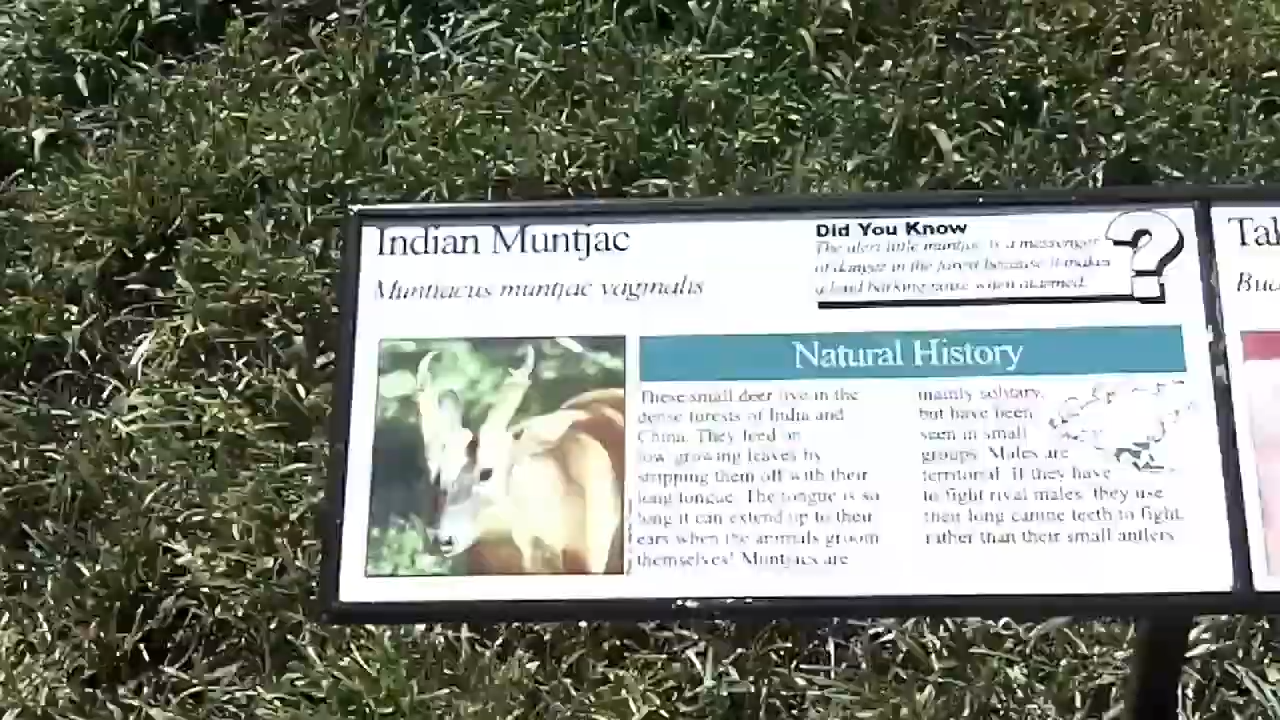 Indian Muntjac
Muntiacus muntjac vaginalis
Did You Know
The alert little muntjac is a messenger
of danger in the forest because it makes
a loud barking noise when alarmed.
?
Natural History
These small deer live in the
dense forests of India and
China. They feed on
low growing leaves by
stripping them off with their
long tongue. The tongue is so
long it can extend up to their
ears when the animals groom
themselves! Muntjacs are
mainly solitary,
but have been
seen in small
groups. Males are
territorial. If they have
to fight rival males, they use
their long canine teeth to fight,
rather than their small antlers.